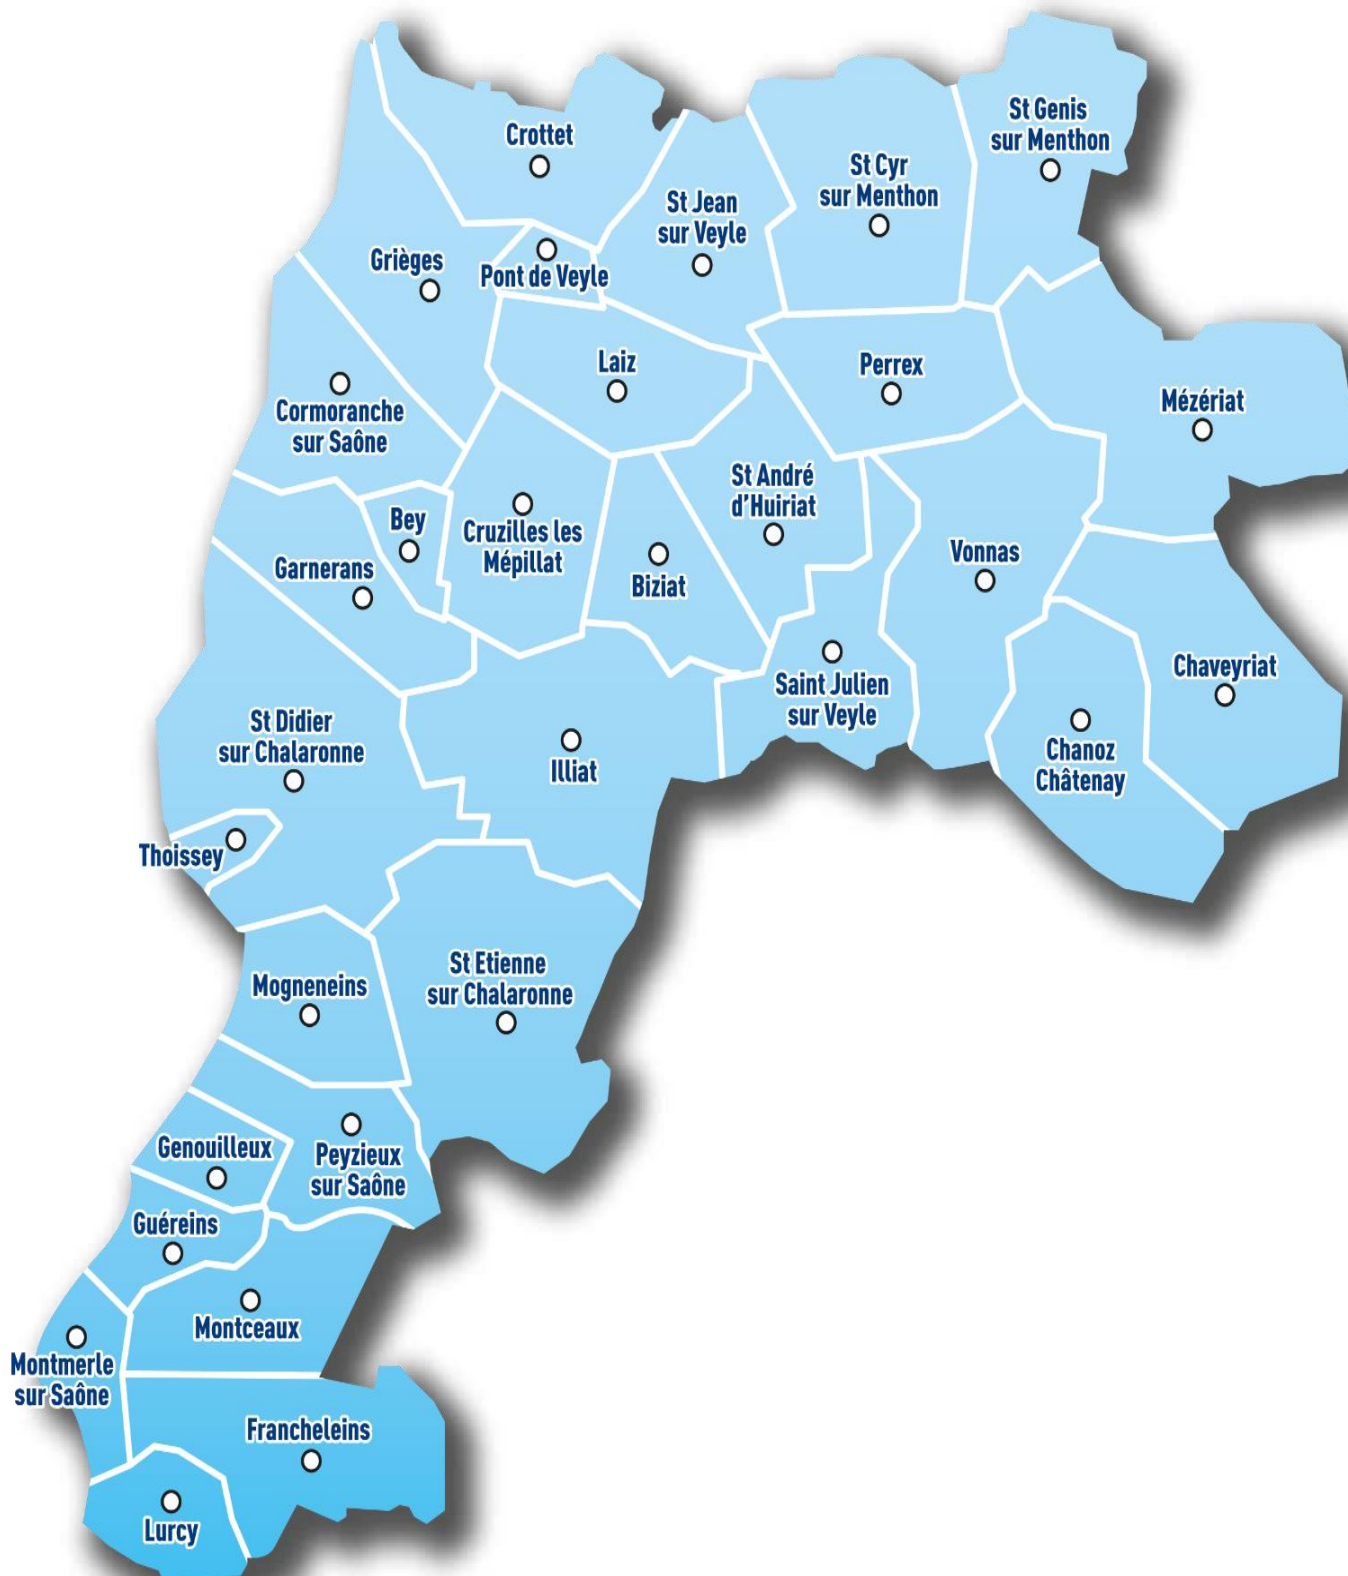 St Genis
sur Menthon
Crottet
St Cyr
sur Menthon
St Jean
sur Veyle
Grièges
Pont de Veyle
Laiz
Perrex
Mézériat
Cormoranche
sur Saône
St André
d'Huiriat
Bey
Cruzilles les
Mépillat
Vonnas
Garnerans
Biziat
Chaveyriat
Saint Julien
sur Veyle
St Didier
sur Chalaronne
Illiat
Chanoz
Châtenay
Thoissey
St Etienne
sur Chalaronne
Mogneneins
Genouilleux
Peyzieux
sur Saône
Guéreins
Montceaux
Montmerle
sur Saône
Francheleins
Lurcy